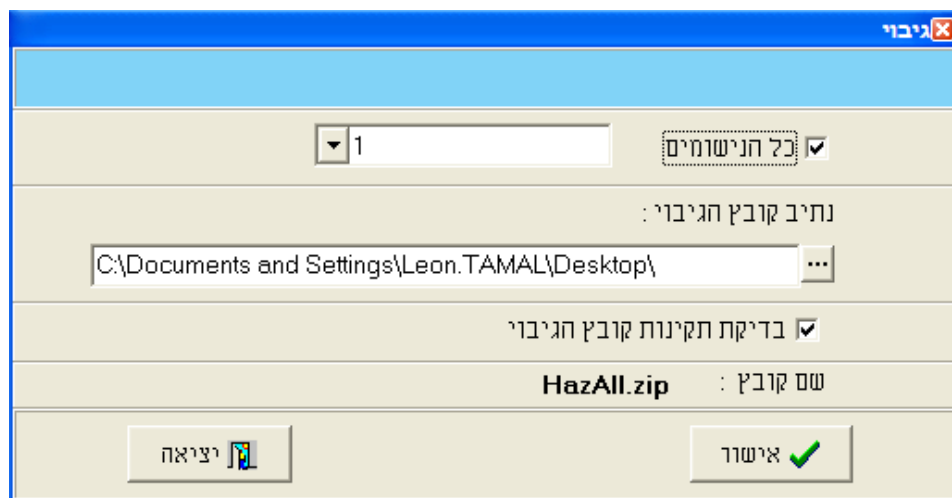 גיבוי
כל הנישומים 1
נתיב קובץ הגיבוי :
C:\Documents and Settings\Leon.TAMAL\Desktop\ ...
בדיקת תקינות קובץ הגיבוי
שם קובץ : HazAll.zip
אישור יציאה